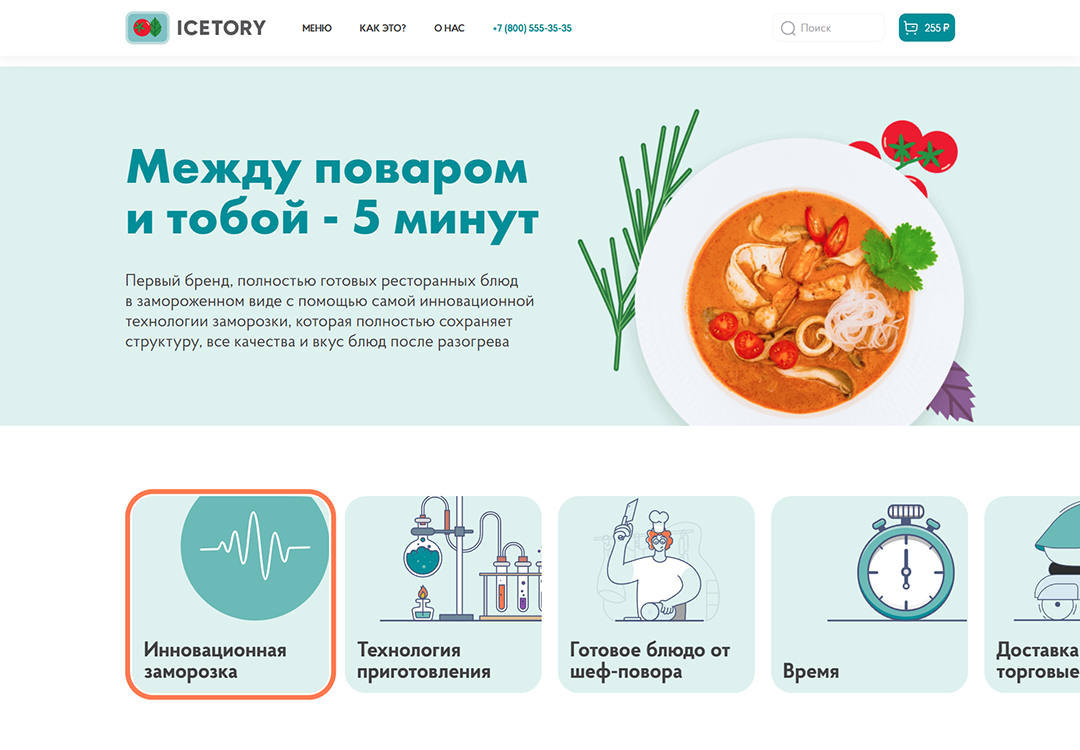 ICETORY
МЕНЮ
КАК ЭТО?
О НАС
+7 (800) 555-35-35
Поиск
255 ₽
Между поваром
и тобой - 5 минут
Первый бренд, полностью готовых ресторанных блюд
в замороженном виде с помощью самой инновационной
технологии заморозки, которая полностью сохраняет
структуру, все качества и вкус блюд после разогрева
Инновационная
заморозка
Технология
приготовления
Готовое блюдо от
шеф-повора
Время
Доставка
торговые